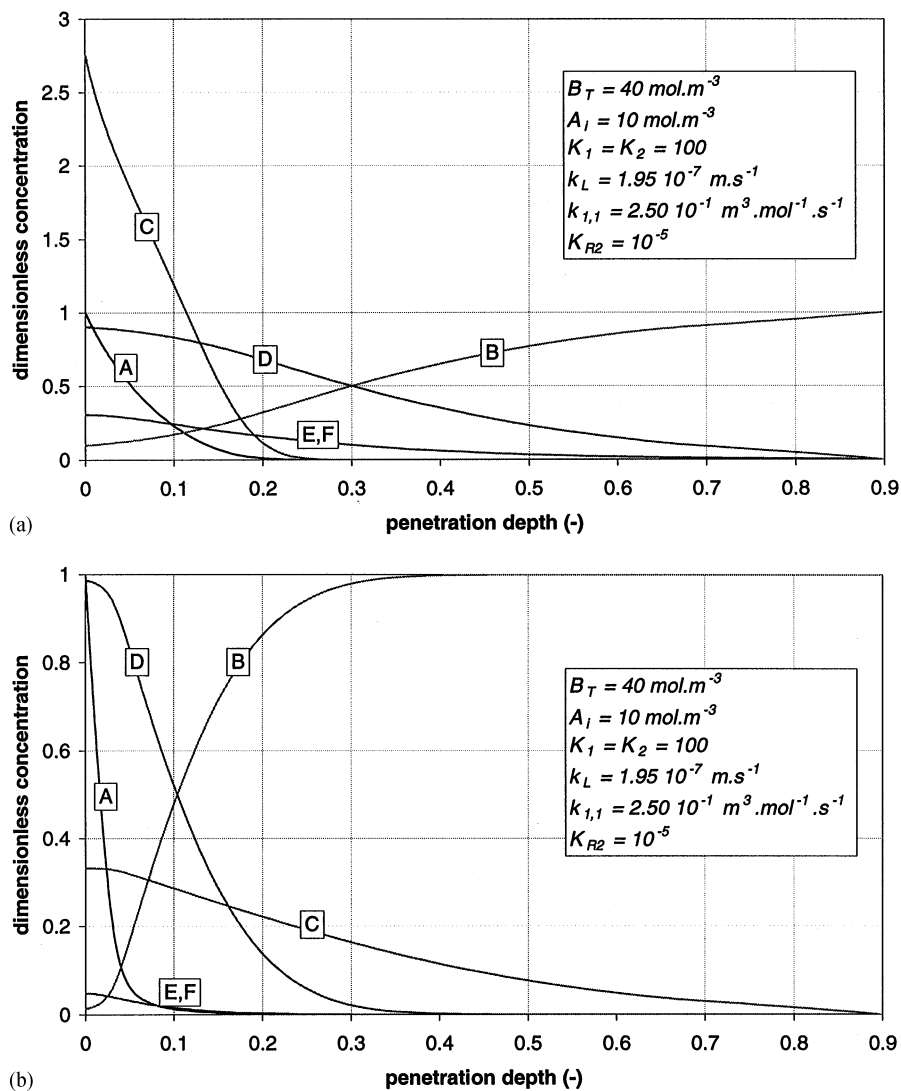 3
2.5
2
1.5
1
0.5
0
dimensionless concentration
B_T = 40 mol.m^-3
A_i = 10 mol.m^-3
K_1 = K_2 = 100
k_L = 1.95 10^-7 m.s^-1
k_1,1 = 2.50 10^-1 m^3.mol^-1.s^-1
K_R2 = 10^-5
C
A
D
B
E,F
0 0.1 0.2 0.3 0.4 0.5 0.6 0.7 0.8 0.9
penetration depth (-)
(a)
1
0.8
0.6
0.4
0.2
0
dimensionless concentration
D
B
B_T = 40 mol.m^-3
A_i = 10 mol.m^-3
K_1 = K_2 = 100
k_L = 1.95 10^-7 m.s^-1
k_1,1 = 2.50 10^-1 m^3.mol^-1.s^-1
K_R2 = 10^-5
A
C
E,F
0 0.1 0.2 0.3 0.4 0.5 0.6 0.7 0.8 0.9
penetration depth (-)
(b)